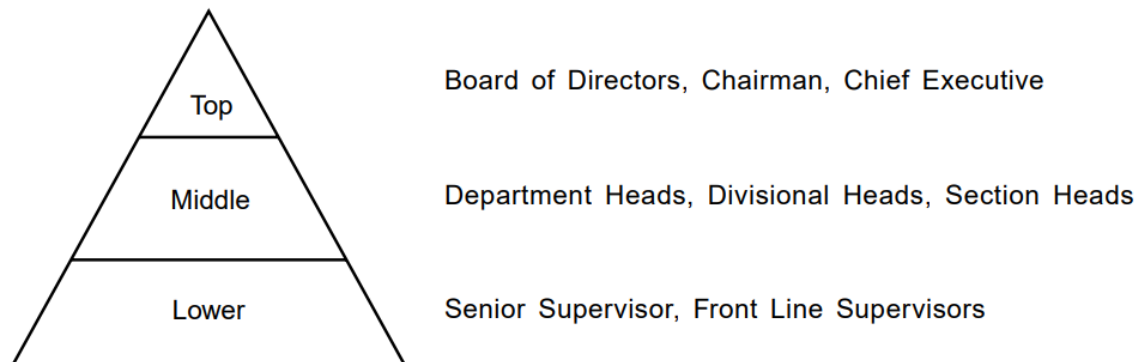 Top
Board of Directors, Chairman, Chief Executive
Middle
Department Heads, Divisional Heads, Section Heads
Lower
Senior Supervisor, Front Line Supervisors